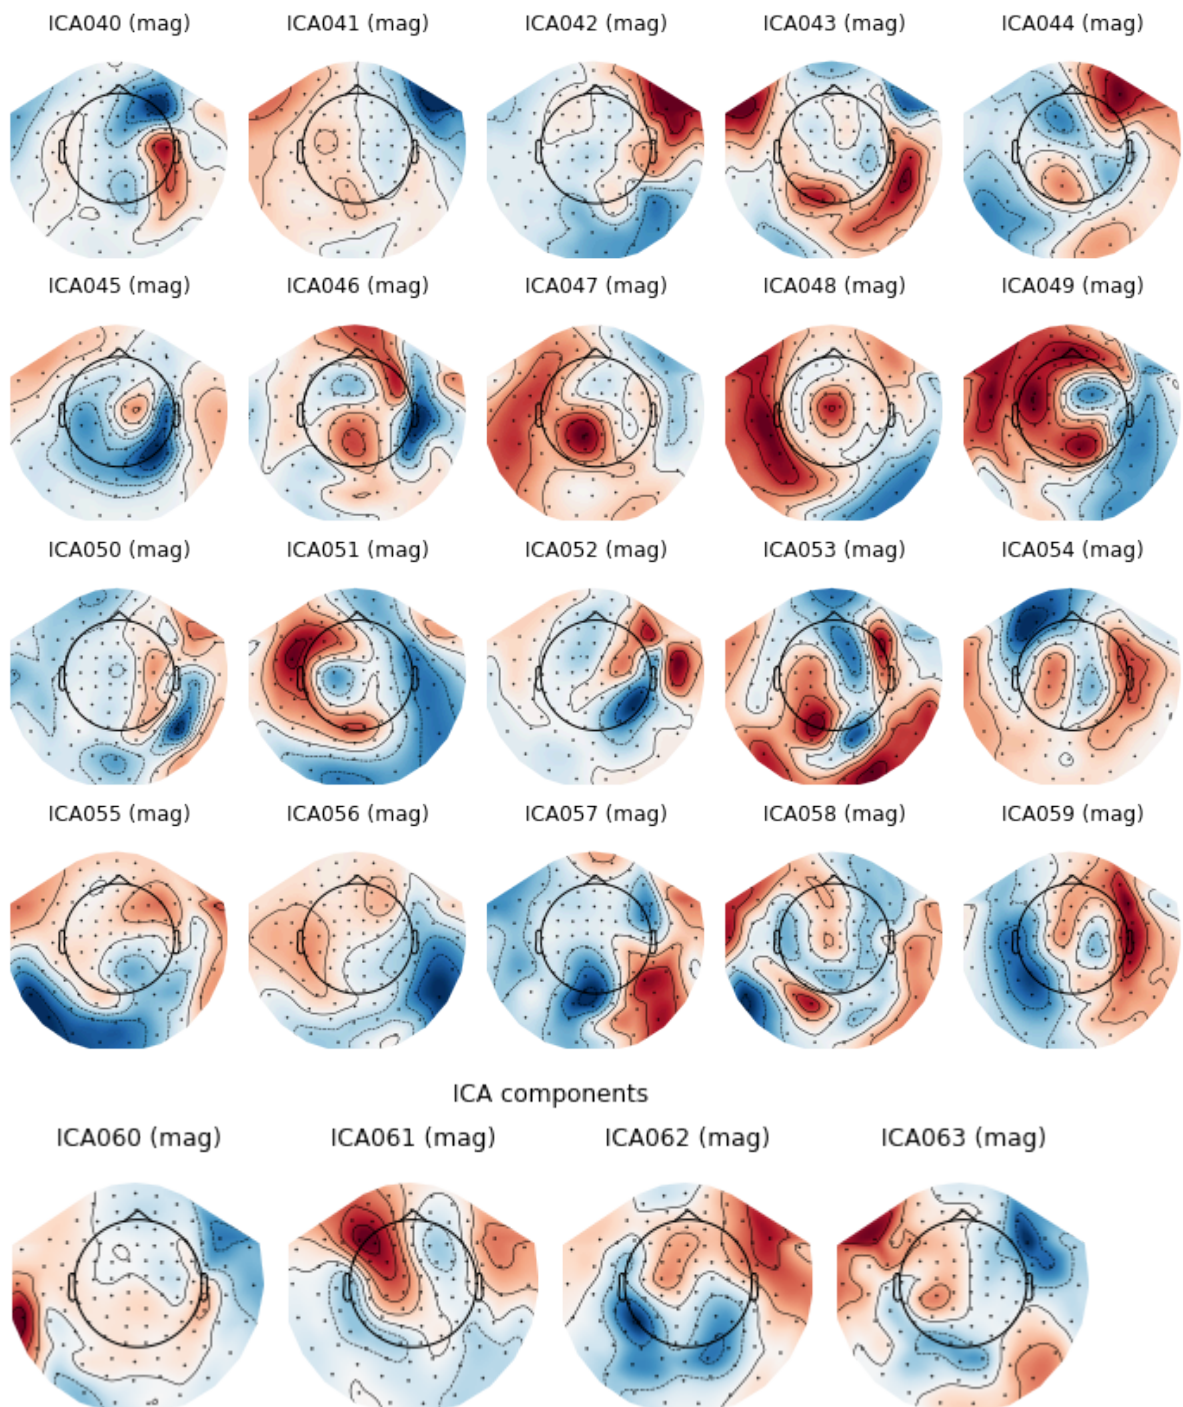 ICA040 (mag) ICA041 (mag) ICA042 (mag) ICA043 (mag) ICA044 (mag)
ICA045 (mag) ICA046 (mag) ICA047 (mag) ICA048 (mag) ICA049 (mag)
ICA050 (mag) ICA051 (mag) ICA052 (mag) ICA053 (mag) ICA054 (mag)
ICA055 (mag) ICA056 (mag) ICA057 (mag) ICA058 (mag) ICA059 (mag)
ICA components
ICA060 (mag) ICA061 (mag) ICA062 (mag) ICA063 (mag)